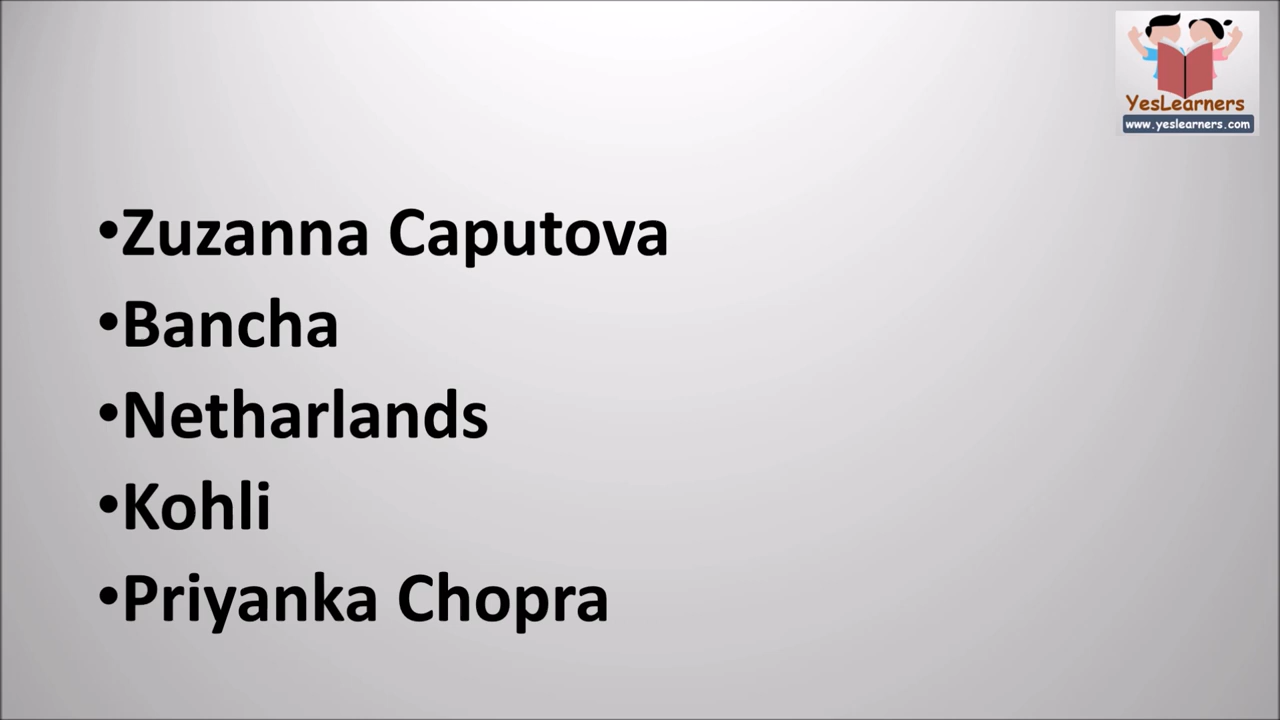 YesLearners
www.yeslearners.com
•Zuzanna Caputova
•Bancha
•Netharlands
•Kohli
•Priyanka Chopra